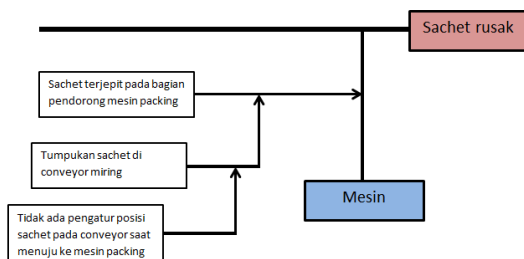 Sachet rusak
Sachet terjepit pada bagian
pendorong mesin packing
Tumpukan sachet di
conveyor miring
Mesin
Tidak ada pengatur posisi
sachet pada conveyor saat
menuju ke mesin packing